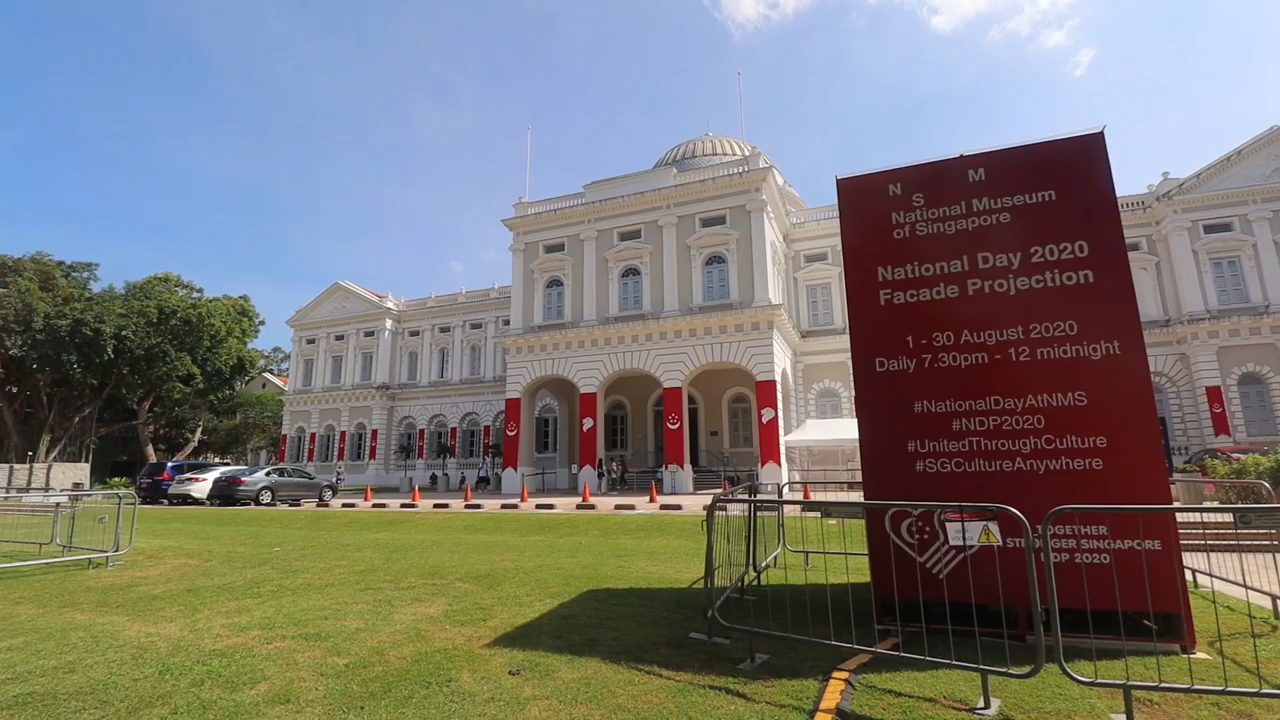 N S M
National Museum
of Singapore
National Day 2020
Facade Projection
1 - 30 August 2020
Daily 7.30pm - 12 midnight
#NationalDayAtNMS
#NDP2020
#UnitedThroughCulture
#SGCultureAnywhere
TOGETHER
STRONGER SINGAPORE
NDP 2020